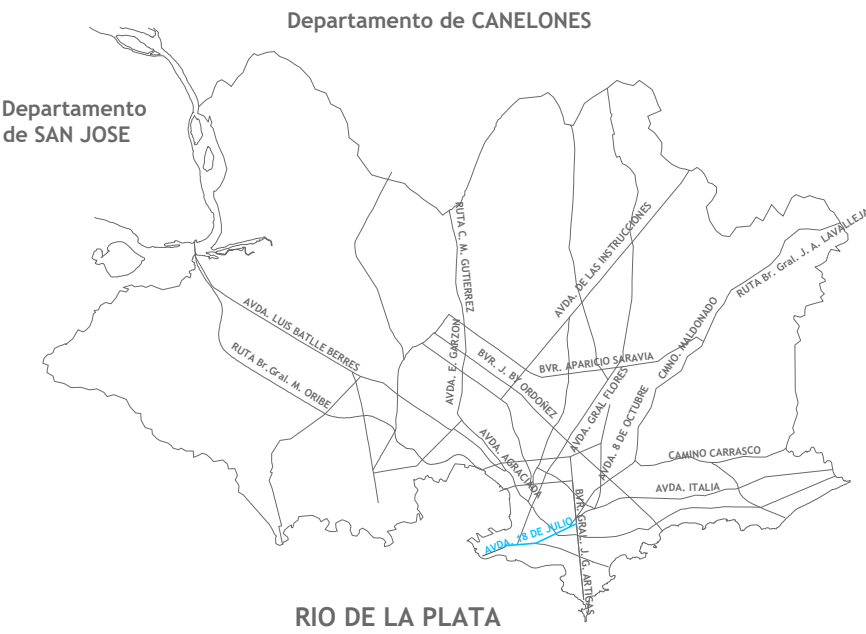 Departamento de CANELONES
Departamento
de SAN JOSE
RUTA C. M. GUTIERREZ
AVDA. DE LAS INSTRUCCIONES
RUTA Br. Gral. J. A. LAVALLEJA
AVDA. LUIS BATLLE BERRES
RUTA Br.Gral. M. ORIBE
AVDA. E. GARZON
BVR. J. BY ORDOÑEZ
BVR. APARICIO SARAVIA
CMNO. MALDONADO
AVDA. GRAL FLORES
AVDA. 8 DE OCTUBRE
AVDA. AGRACIADA
CAMINO CARRASCO
AVDA. ITALIA
BVR. GRAL. J. G. ARTIGAS
AVDA. 18 DE JULIO
RIO DE LA PLATA